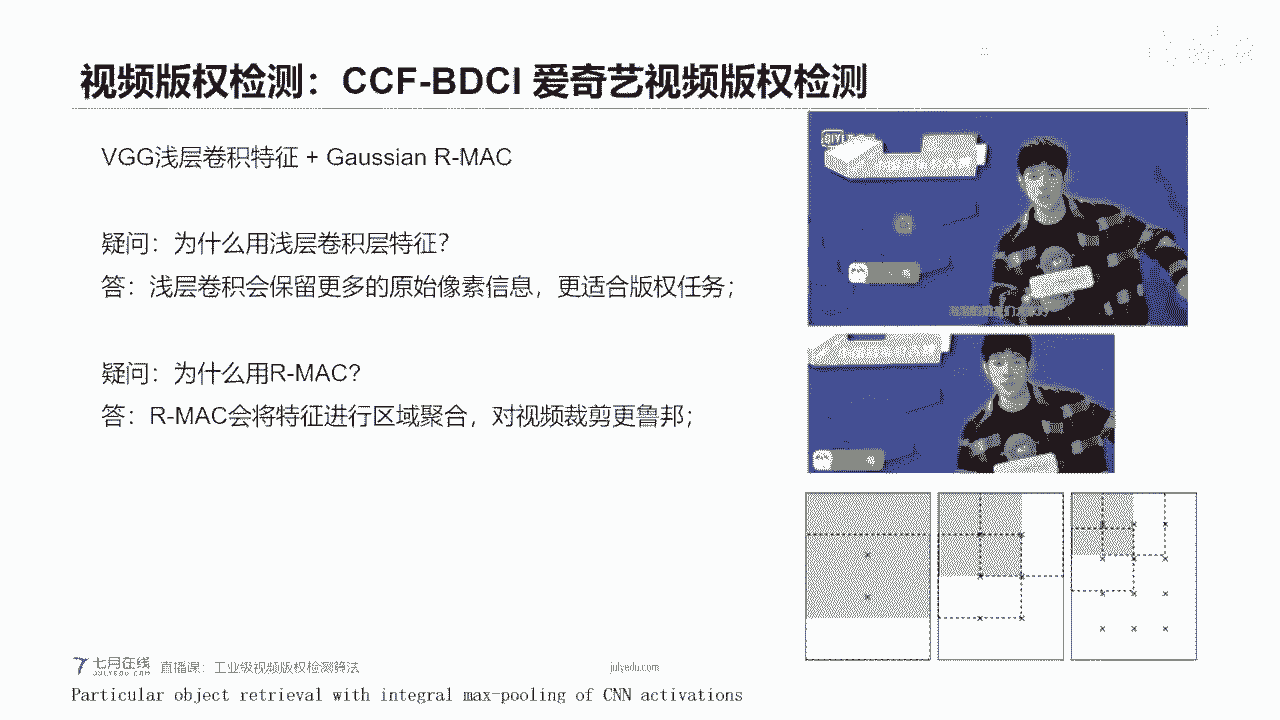 视频版权检测：CCF-BDCI 爱奇艺视频版权检测
VGG浅层卷积特征 + Gaussian R-MAC
疑问：为什么用浅层卷积层特征？
答：浅层卷积会保留更多的原始像素信息，更适合版权任务；
疑问：为什么用R-MAC？
答：R-MAC会将特征进行区域聚合，对视频裁剪更鲁邦；
七月在线
JULYEDU.COM
直播课：工业级视频版权检测算法
julyedu.com
Particular object retrieval with integral max-pooling of CNN activations